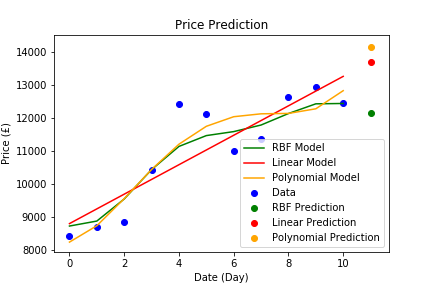 Price Prediction
14000
13000
12000
11000
10000
9000
8000
Price (£)
0
2
4
6
8
10
Date (Day)
RBF Model
Linear Model
Polynomial Model
Data
RBF Prediction
Linear Prediction
Polynomial Prediction